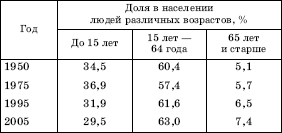 Год
Доля в населении
людей различных возрастов, %
До 15 лет
15 лет —
64 года
65 лет
и старше
1950 34,5 60,4 5,1
1975 36,9 57,4 5,7
1995 31,9 61,6 6,5
2005 29,5 63,0 7,4